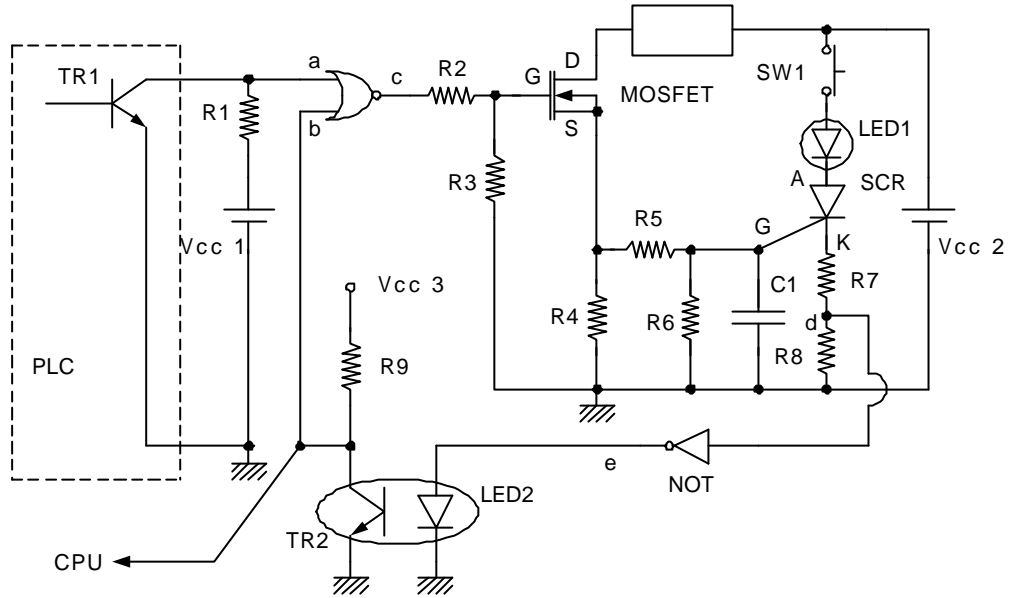 TR1
a
R1
b
c
R2
G
D
S
MOSFET
SW1
LED1
A
SCR
R3
R5
G
K
Vcc 1
Vcc 2
Vcc 3
R4
R6
C1
R7
d
R8
PLC
R9
e
NOT
LED2
TR2
CPU